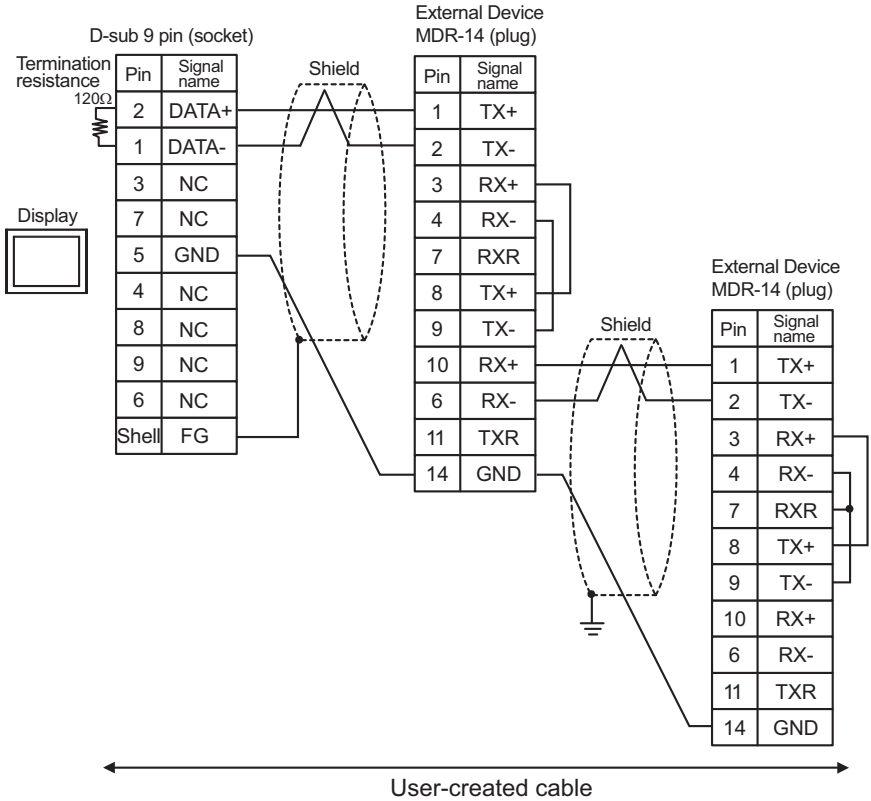 External Device
MDR-14 (plug)
D-sub 9 pin (socket)
Termination
resistance
120Ω
Shield
Pin Signal name
2 DATA+
1 DATA-
3 NC
7 NC
5 GND
4 NC
8 NC
9 NC
6 NC
Shell FG
Display
Pin Signal name
1 TX+
2 TX-
3 RX+
4 RX-
7 RXR
8 TX+
9 TX-
10 RX+
6 RX-
11 TXR
14 GND
Shield
External Device
MDR-14 (plug)
Pin Signal name
1 TX+
2 TX-
3 RX+
4 RX-
7 RXR
8 TX+
9 TX-
10 RX+
6 RX-
11 TXR
14 GND
User-created cable